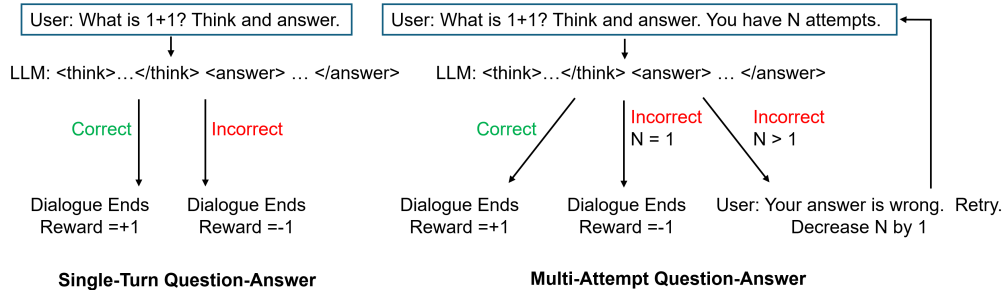 User: What is 1+1? Think and answer.
LLM: <think>…</think> <answer> … </answer>
Correct
Incorrect
Dialogue Ends
Reward =+1
Dialogue Ends
Reward =-1
Single-Turn Question-Answer
User: What is 1+1? Think and answer. You have N attempts.
LLM: <think>…</think> <answer> … </answer>
Correct
Incorrect
N = 1
Incorrect
N > 1
Dialogue Ends
Reward =+1
Dialogue Ends
Reward =-1
User: Your answer is wrong. Retry.
Decrease N by 1
Multi-Attempt Question-Answer